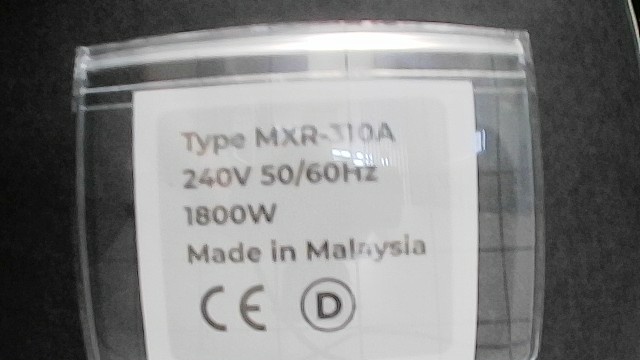 Type MXR-310A
240V 50/60Hz
1800W
Made in Malaysia
CE D